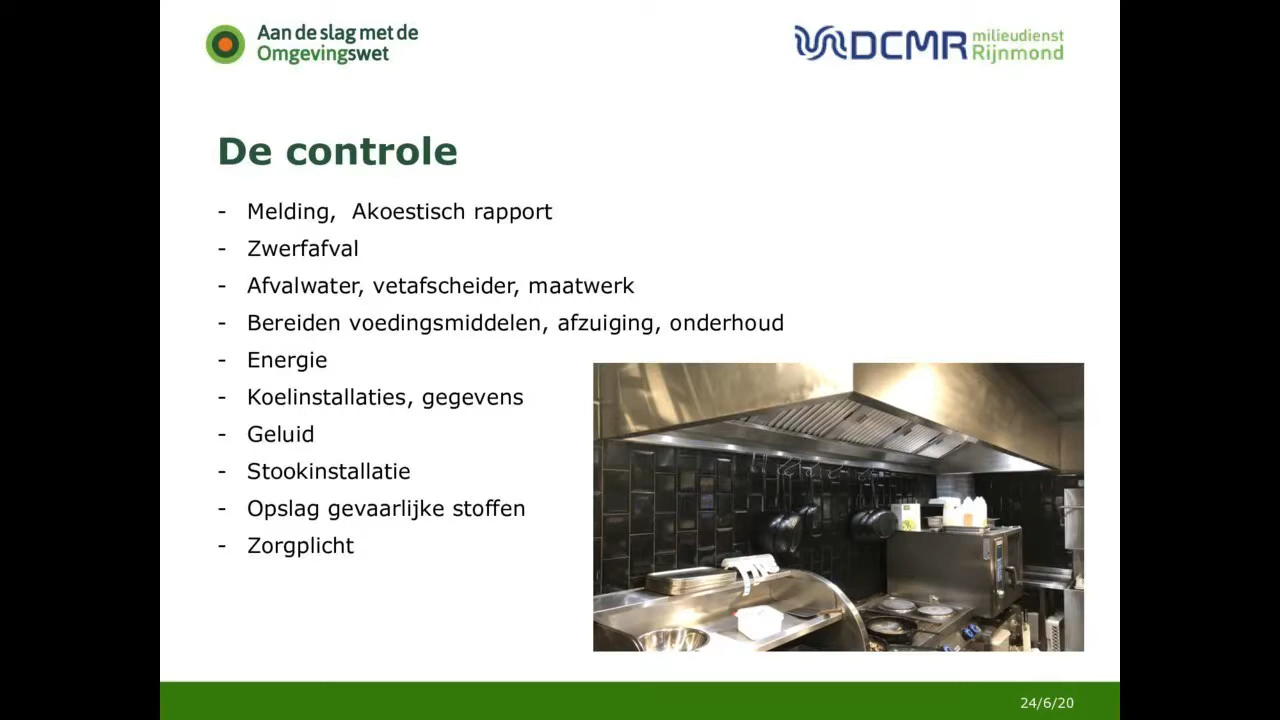 Aan de slag met de
Omgevingswet
DCMR milieudienst
Rijnmond
De controle
- Melding, Akoestisch rapport
- Zwerfafval
- Afvalwater, vetafscheider, maatwerk
- Bereiden voedingsmiddelen, afzuiging, onderhoud
- Energie
- Koelinstallaties, gegevens
- Geluid
- Stookinstallatie
- Opslag gevaarlijke stoffen
- Zorgplicht
24/6/20